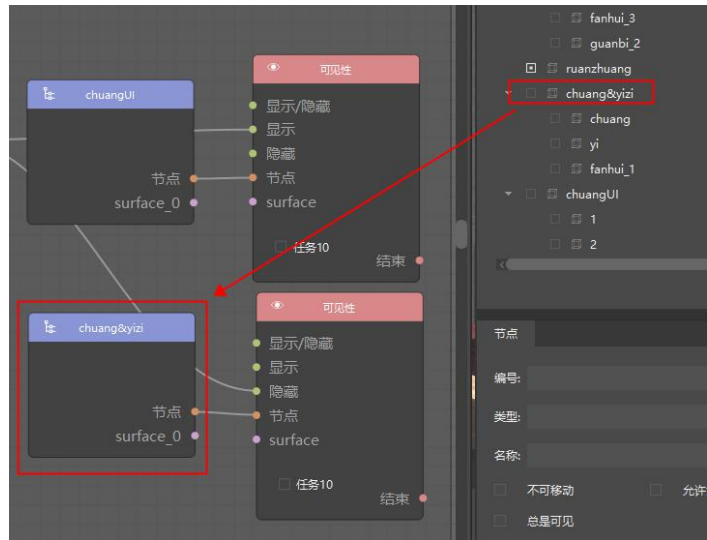 chuangUI
节点
surface_0
可见性
显示/隐藏
显示
隐藏
节点
surface
任务10
结束
chuang&yizi
节点
surface_0
可见性
显示/隐藏
显示
隐藏
节点
surface
任务10
结束
fanhui_3
guanbi_2
ruanzhuang
chuang&yizi
chuang
yi
fanhui_1
chuangUI
1
2
节点
编号:
类型:
名称:
不可移动
允许
总是可见